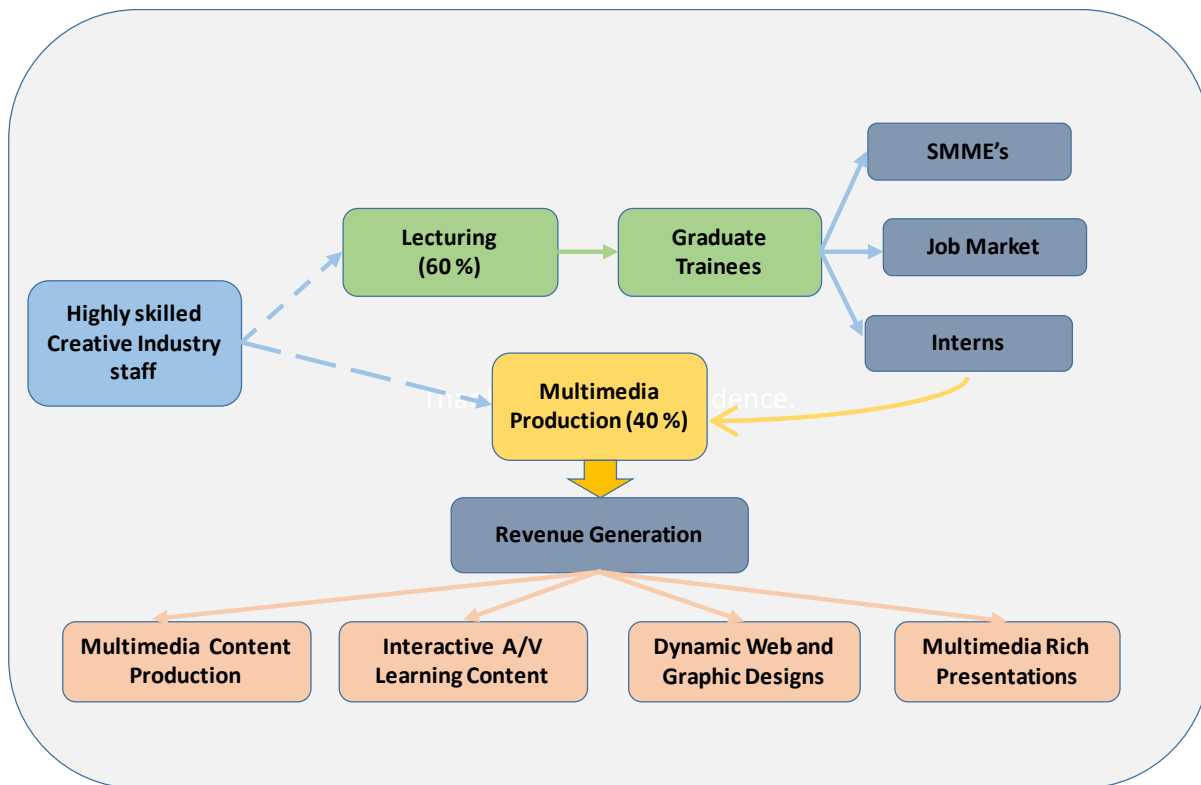 SMME's
Lecturing
(60 %)
Graduate
Trainees
Job Market
Highly skilled
Creative Industry
staff
Interns
Multimedia
Production (40 %)
Revenue Generation
Multimedia Content
Production
Interactive A/V
Learning Content
Dynamic Web and
Graphic Designs
Multimedia Rich
Presentations